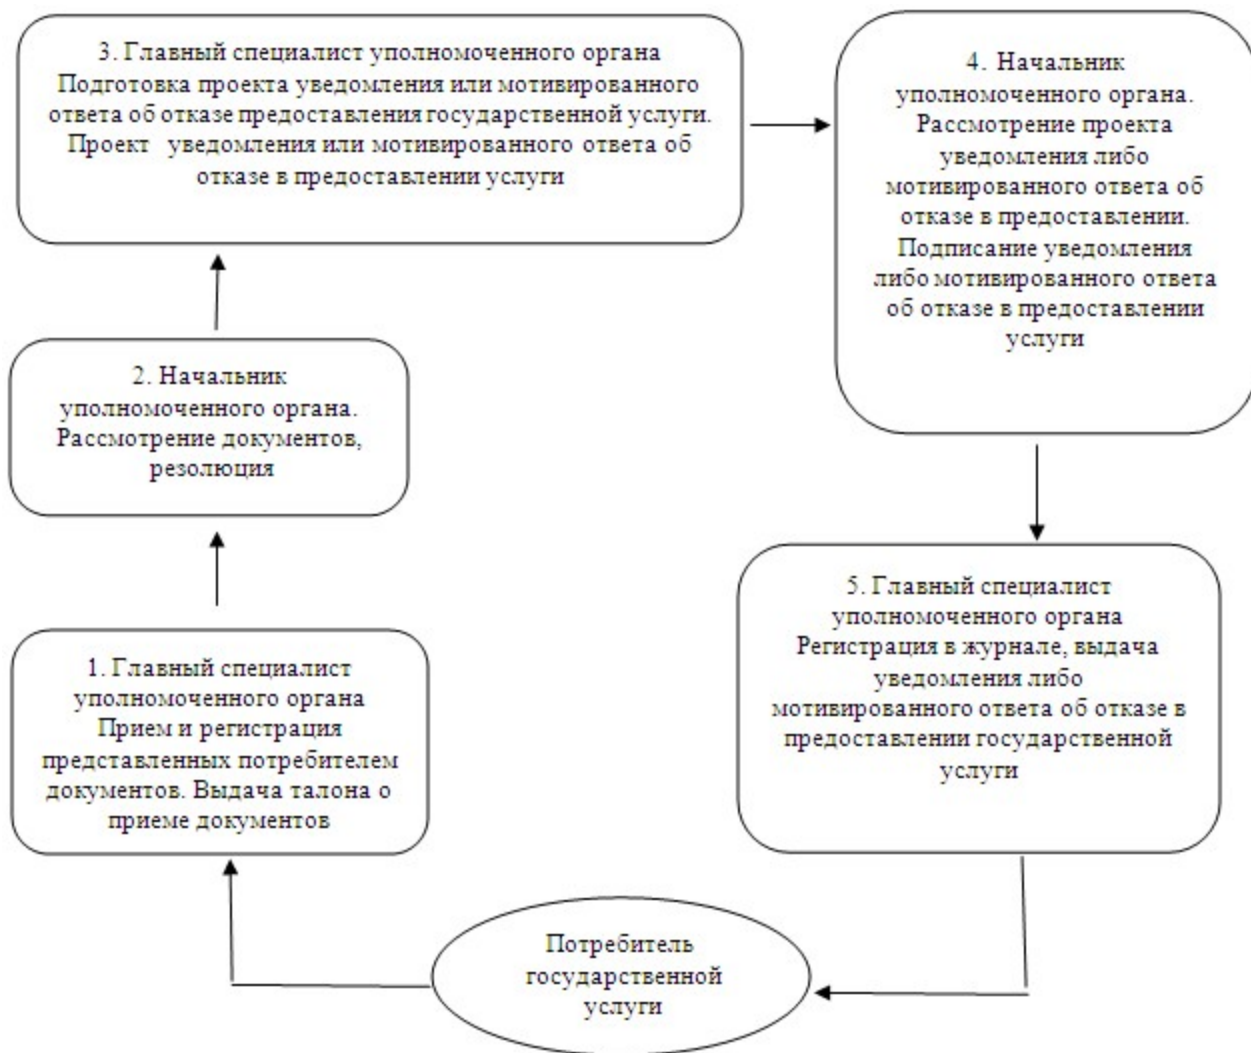 3. Главный специалист уполномоченного органа
Подготовка проекта уведомления или мотивированного
ответа об отказе предоставления государственной услуги.
Проект уведомления или мотивированного ответа об
отказе в предоставлении услуги
4. Начальник
уполномоченного органа.
Рассмотрение проекта
уведомления либо
мотивированного ответа об
отказе в предоставлении.
Подписание уведомления
либо мотивированного ответа
об отказе в предоставлении
услуги
2. Начальник
уполномоченного органа.
Рассмотрение документов,
резолюция
5. Главный специалист
уполномоченного органа
Регистрация в журнале, выдача
уведомления либо
мотивированного ответа об отказе в
предоставлении государственной
услуги
1. Главный специалист
уполномоченного органа
Прием и регистрация
представленных потребителем
документов. Выдача талона о
приеме документов
Потребитель
государственной
услуги